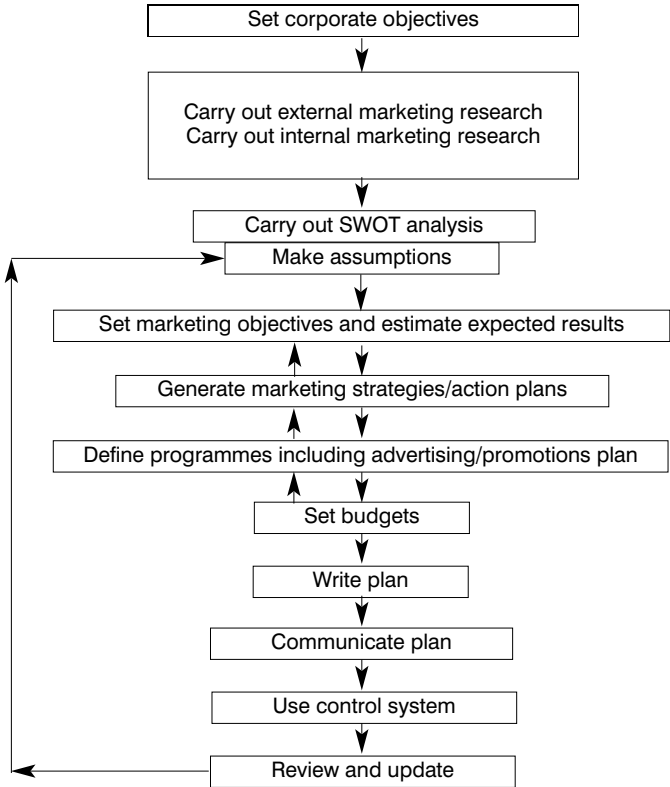 Set corporate objectives
Carry out external marketing research
Carry out internal marketing research
Carry out SWOT analysis
Make assumptions
Set marketing objectives and estimate expected results
Generate marketing strategies/action plans
Define programmes including advertising/promotions plan
Set budgets
Write plan
Communicate plan
Use control system
Review and update